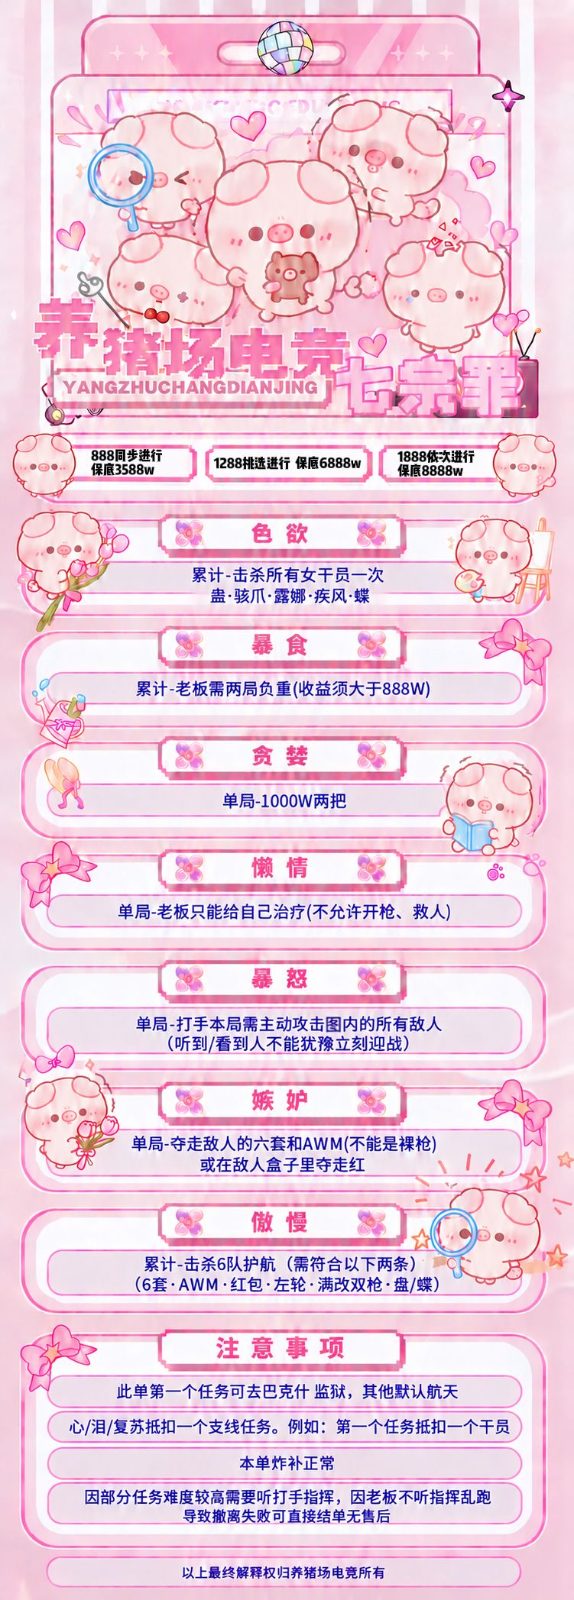 养猪场电竞
YANGZHUCHANGDIANJING
七宗罪
888同步进行
保底3588w
1288挑选进行 保底6888w
1888依次进行
保底8888w
色欲
累计-击杀所有女干员一次
蛊·骇爪·露娜·疾风·蝶
暴食
累计-老板需两局负重(收益须大于888W)
贪婪
单局-1000W两把
懒惰
单局-老板只能给自己治疗(不允许开枪、救人)
暴怒
单局-打手本局需主动攻击图内的所有敌人
（听到/看到人不能犹豫立刻迎战）
嫉妒
单局-夺走敌人的六套和AWM(不能是裸枪)
或在敌人盒子里夺走红
傲慢
累计-击杀6队护航（需符合以下两条）
（6套·AWM·红包·左轮·满改双枪·盘/蝶）
注意事项
此单第一个任务可去巴克什 监狱，其他默认航天
心/泪/复苏抵扣一个支线任务。例如：第一个任务抵扣一个干员
本单炸补正常
因部分任务难度较高需要听打手指挥，因老板不听指挥乱跑
导致撤离失败可直接结单无售后
以上最终解释权归养猪场电竞所有